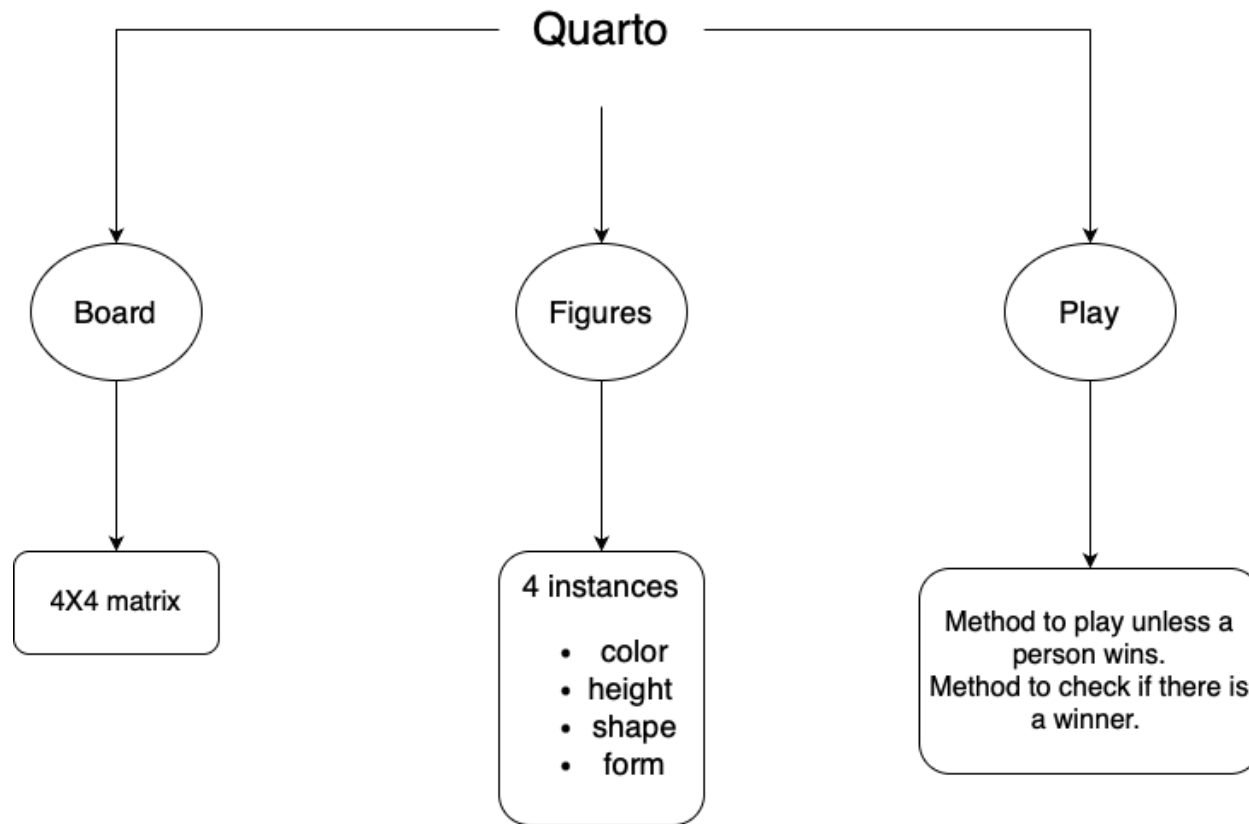 Quarto
Board
Figures
Play
4X4 matrix
4 instances
• color
• height
• shape
• form
Method to play unless a
person wins.
Method to check if there is
a winner.